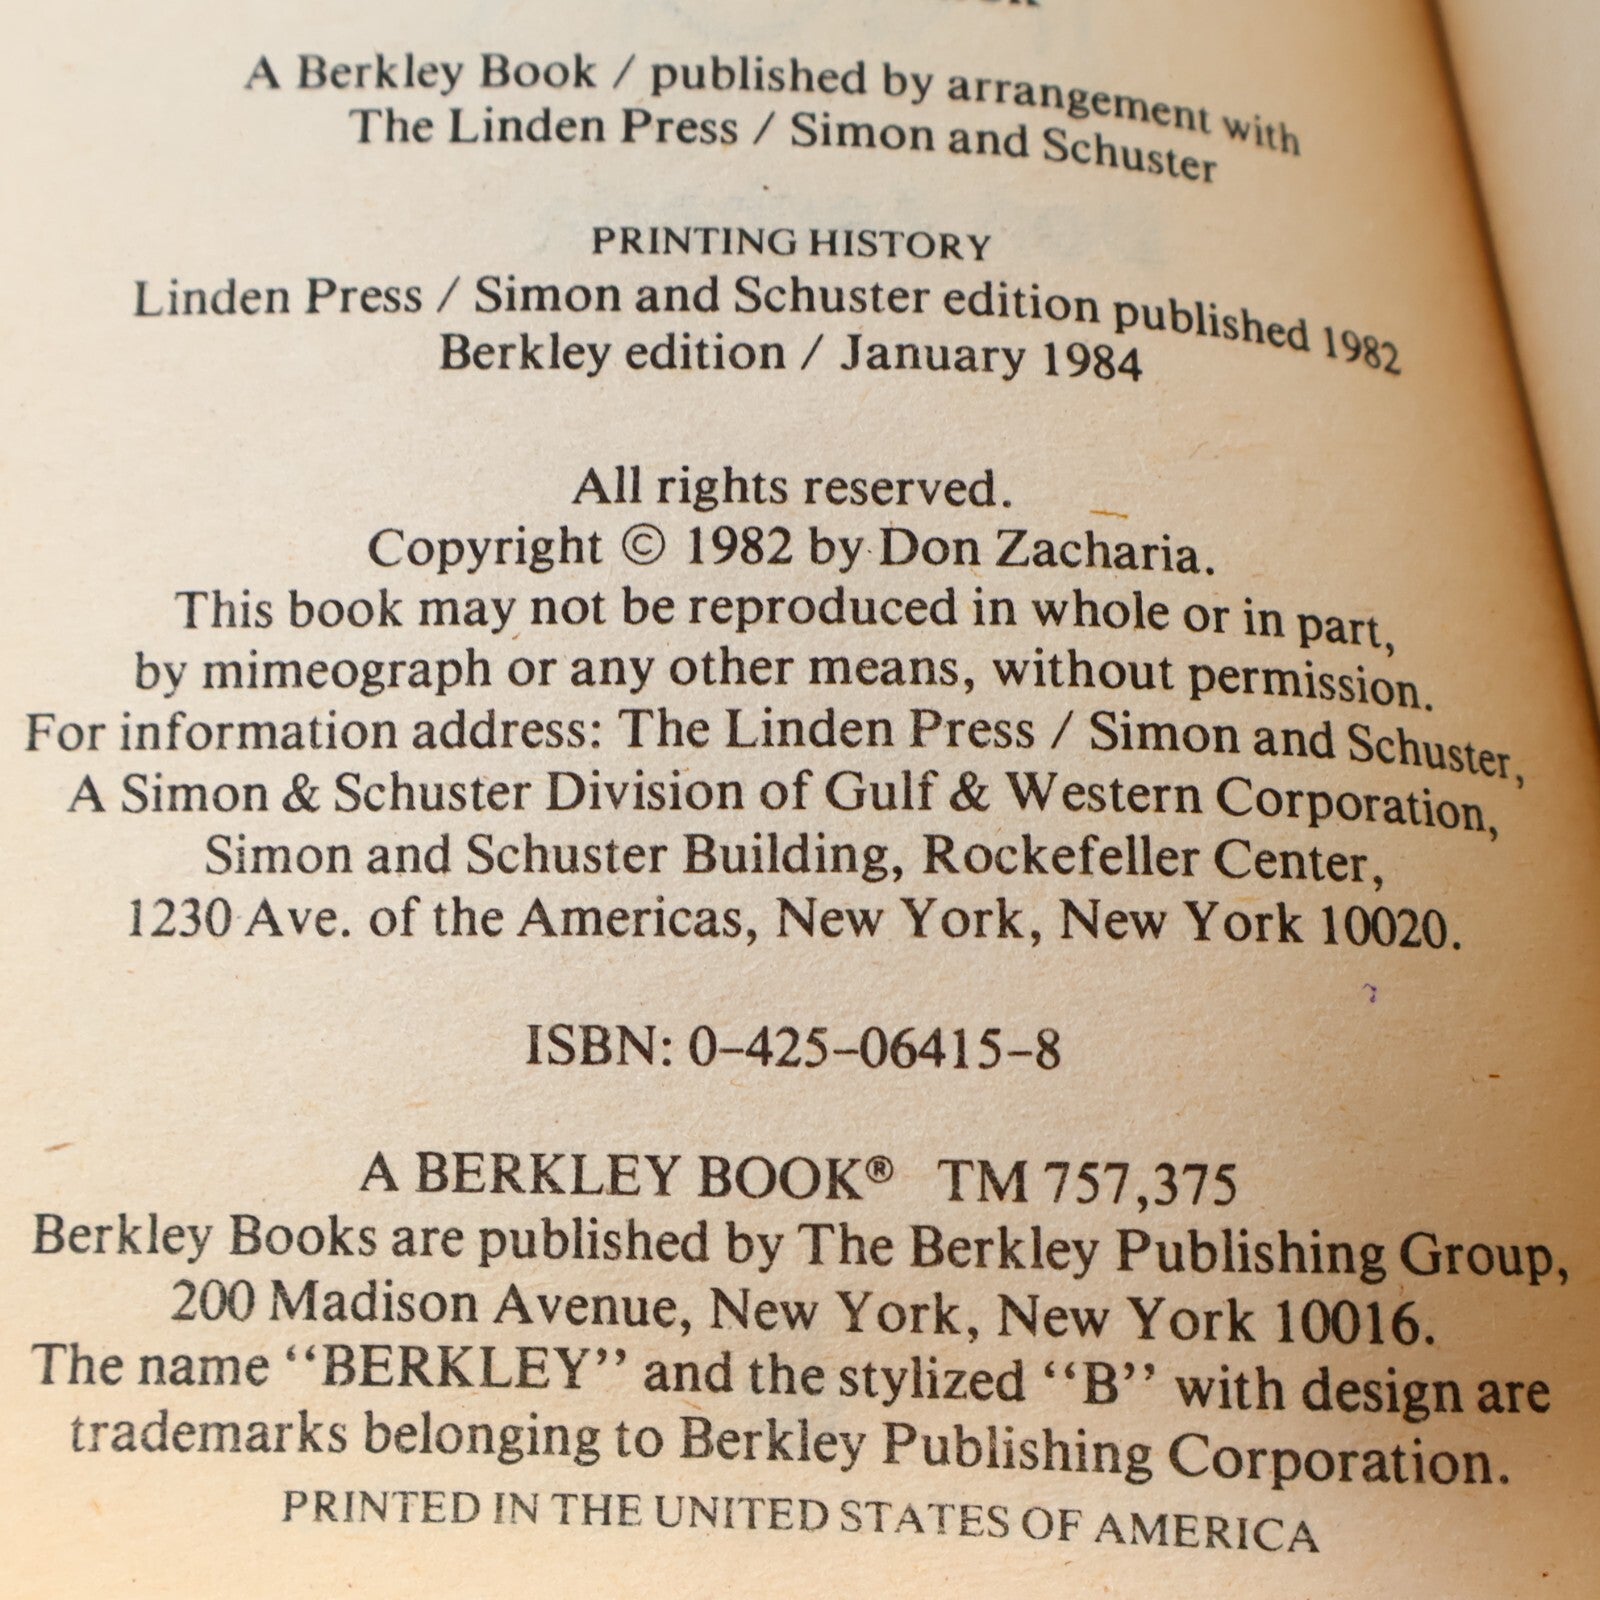 A Berkley Book / published by arrangement with
The Linden Press / Simon and Schuster
PRINTING HISTORY
Linden Press / Simon and Schuster edition published 1982
Berkley edition / January 1984
All rights reserved.
Copyright © 1982 by Don Zacharia.
This book may not be reproduced in whole or in part,
by mimeograph or any other means, without permission.
For information address: The Linden Press / Simon and Schuster,
A Simon & Schuster Division of Gulf & Western Corporation,
Simon and Schuster Building, Rockefeller Center,
1230 Ave. of the Americas, New York, New York 10020.
ISBN: 0–425–06415–8
A BERKLEY BOOK® TM 757,375
Berkley Books are published by The Berkley Publishing Group,
200 Madison Avenue, New York, New York 10016.
The name “BERKLEY” and the stylized “B” with design are
trademarks belonging to Berkley Publishing Corporation.
PRINTED IN THE UNITED STATES OF AMERICA